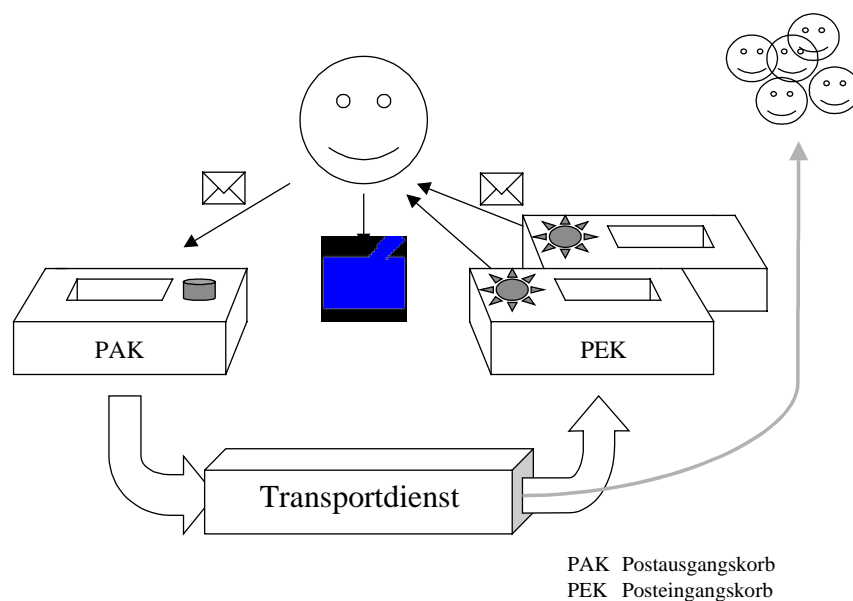 PAK
PEK
Transportdienst
PAK Postausgangskorb
PEK Posteingangskorb